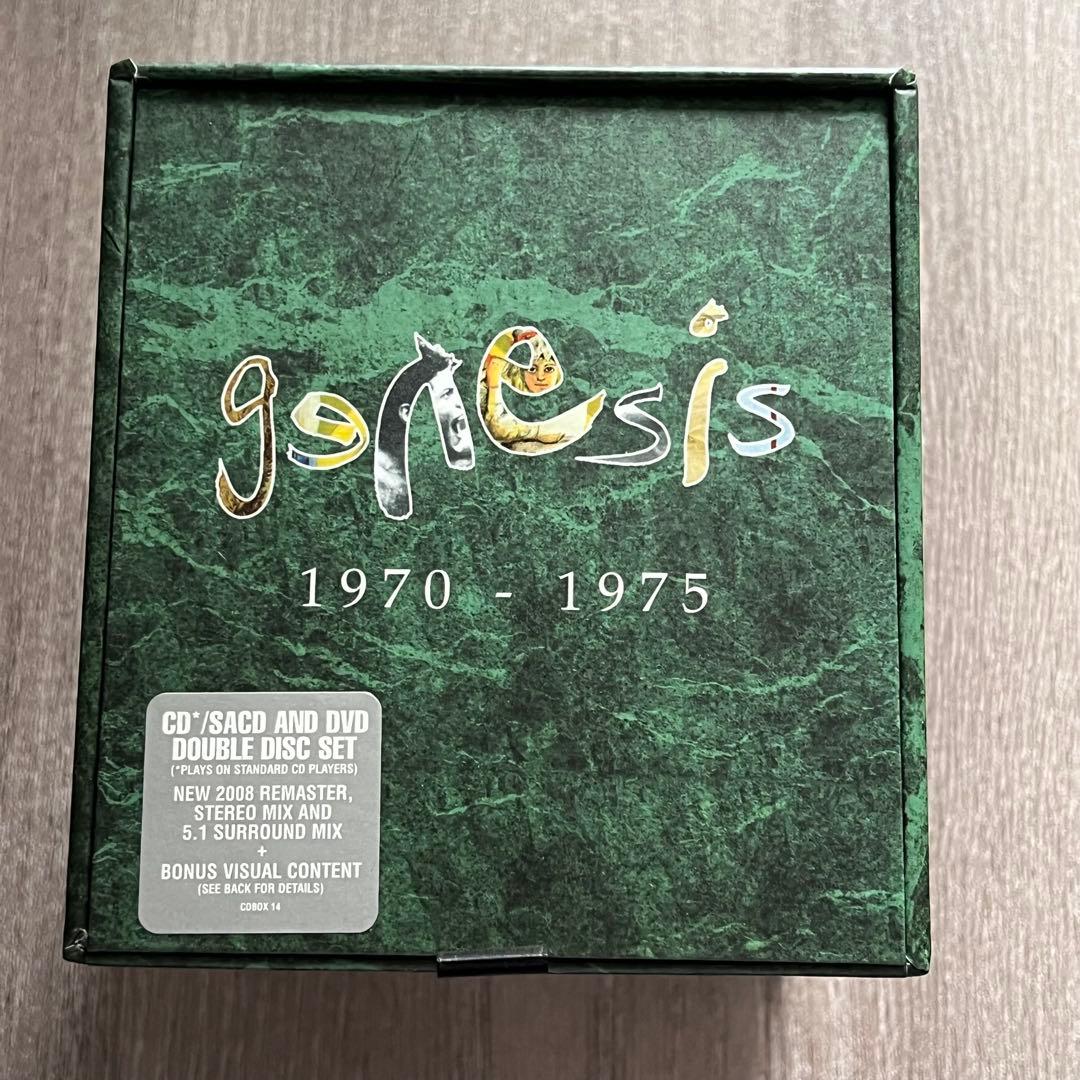 genesis
1970 - 1975
CD*/SACD AND DVD
DOUBLE DISC SET
(*PLAYS ON STANDARD CD PLAYERS)
NEW 2008 REMASTER,
STEREO MIX AND
5.1 SURROUND MIX
+
BONUS VISUAL CONTENT
(SEE BACK FOR DETAILS)
CDBOX 14